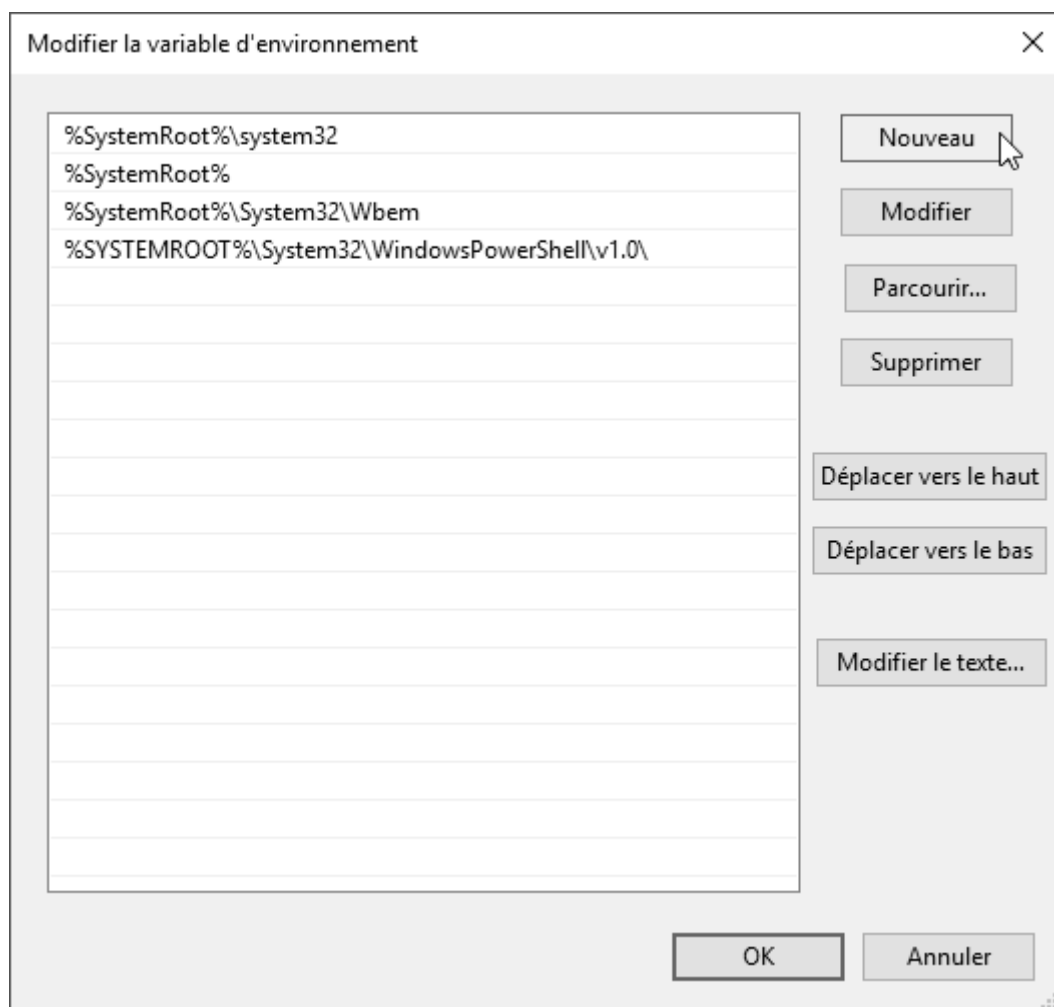 Modifier la variable d'environnement
%SystemRoot%\system32
%SystemRoot%
%SystemRoot%\System32\Wbem
%SYSTEMROOT%\System32\WindowsPowerShell\v1.0\
Nouveau
Modifier
Parcourir...
Supprimer
Déplacer vers le haut
Déplacer vers le bas
Modifier le texte...
OK
Annuler